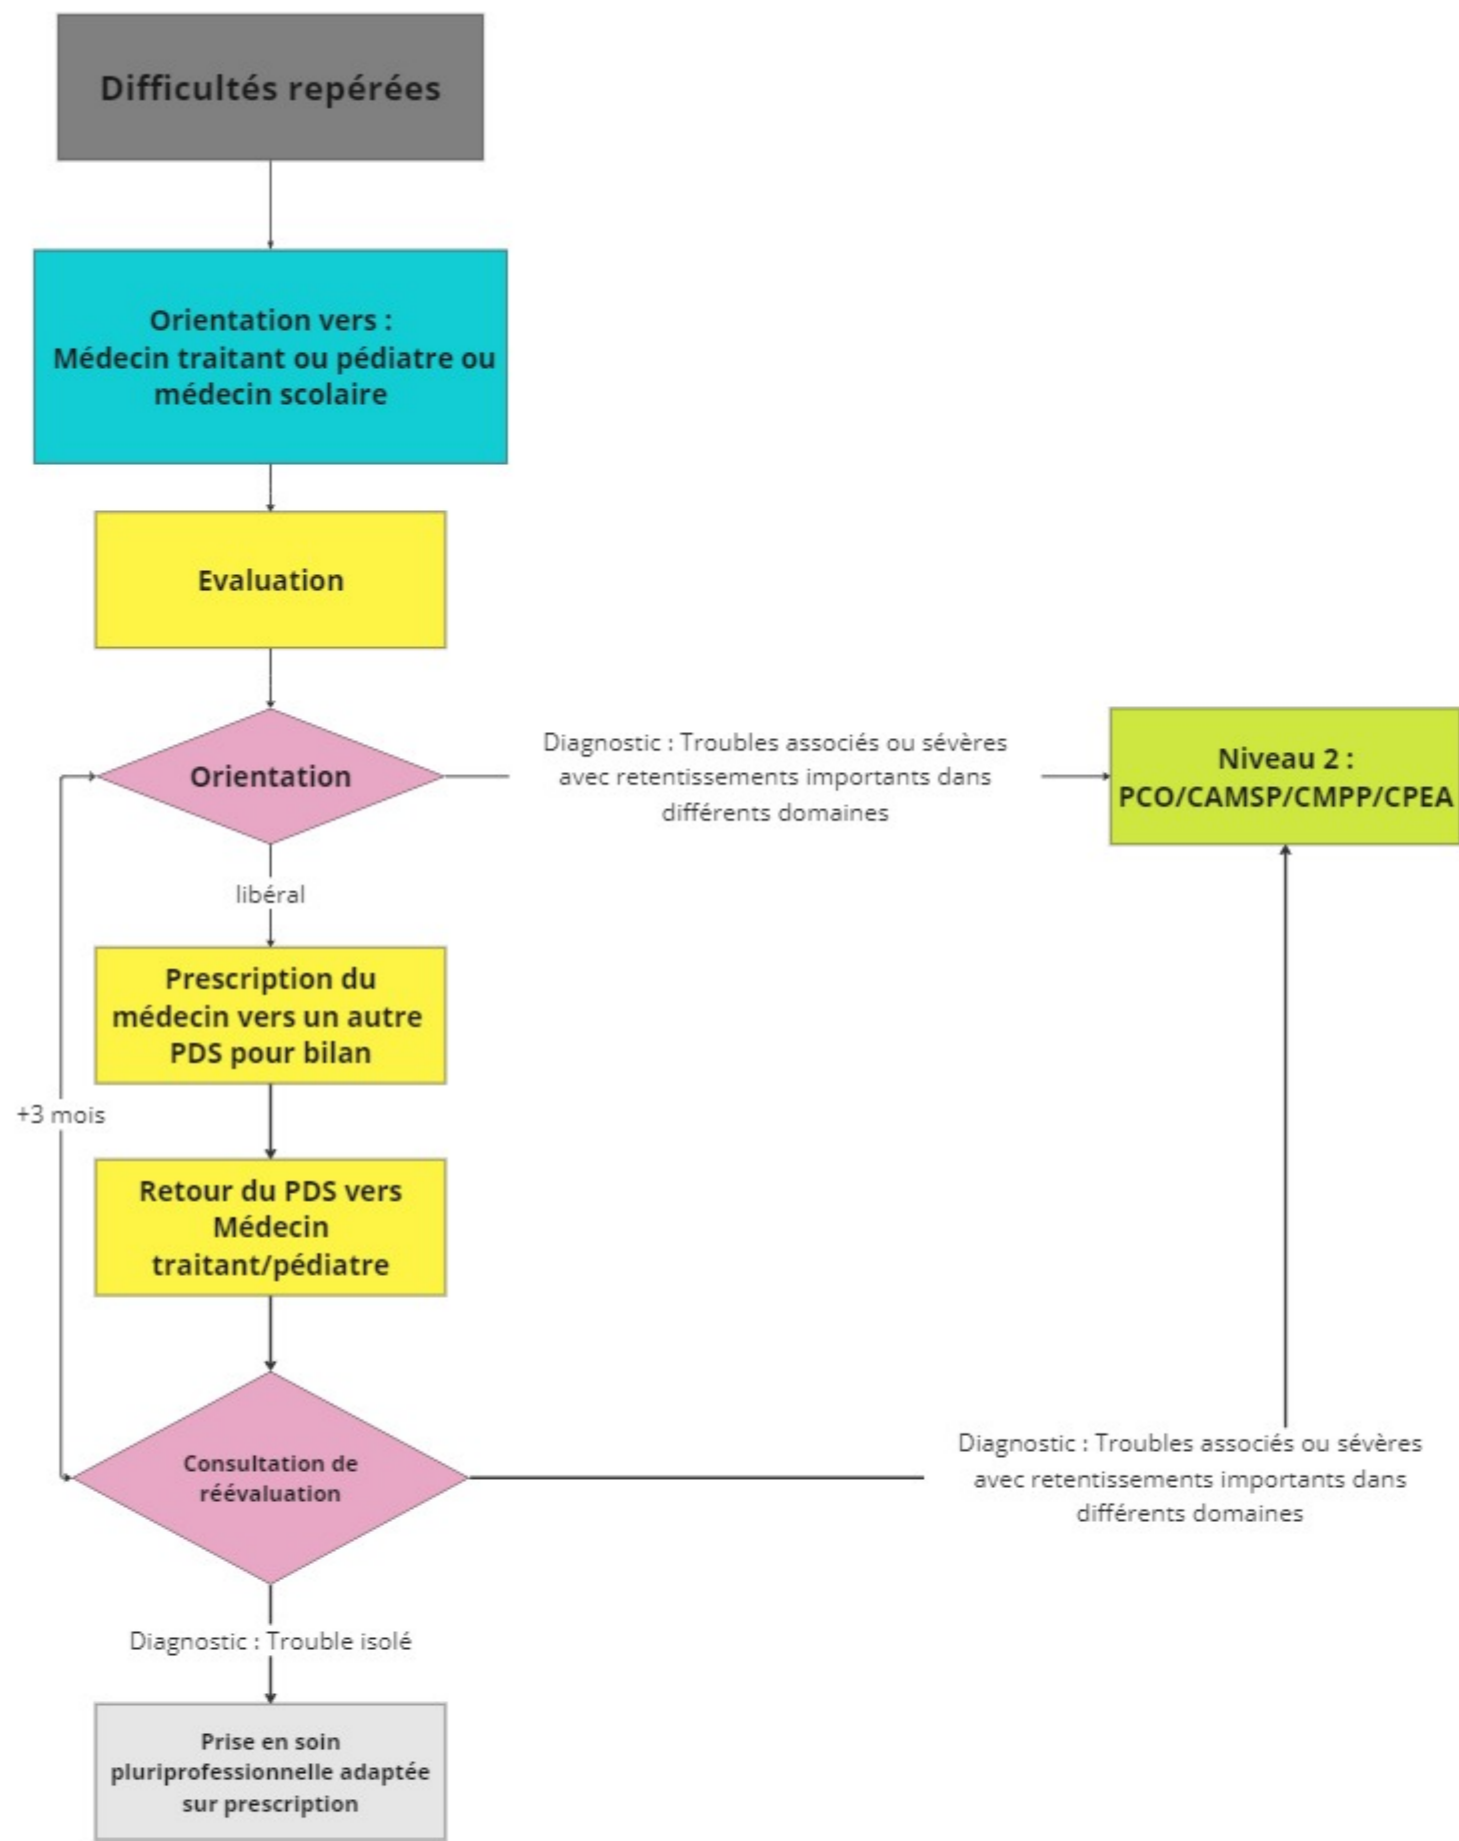 Difficultés repérées
Orientation vers :
Médecin traitant ou pédiatre ou
médecin scolaire
Evaluation
Orientation
Diagnostic : Troubles associés ou sévères
avec retentissements importants dans
différents domaines
Niveau 2 :
PCO/CAMSP/CMPP/CPEA
libéral
Prescription du
médecin vers un autre
PDS pour bilan
+3 mois
Retour du PDS vers
Médecin
traitant/pédiatre
Consultation de
réévaluation
Diagnostic : Troubles associés ou sévères
avec retentissements importants dans
différents domaines
Diagnostic : Trouble isolé
Prise en soin
pluriprofessionnelle adaptée
sur prescription